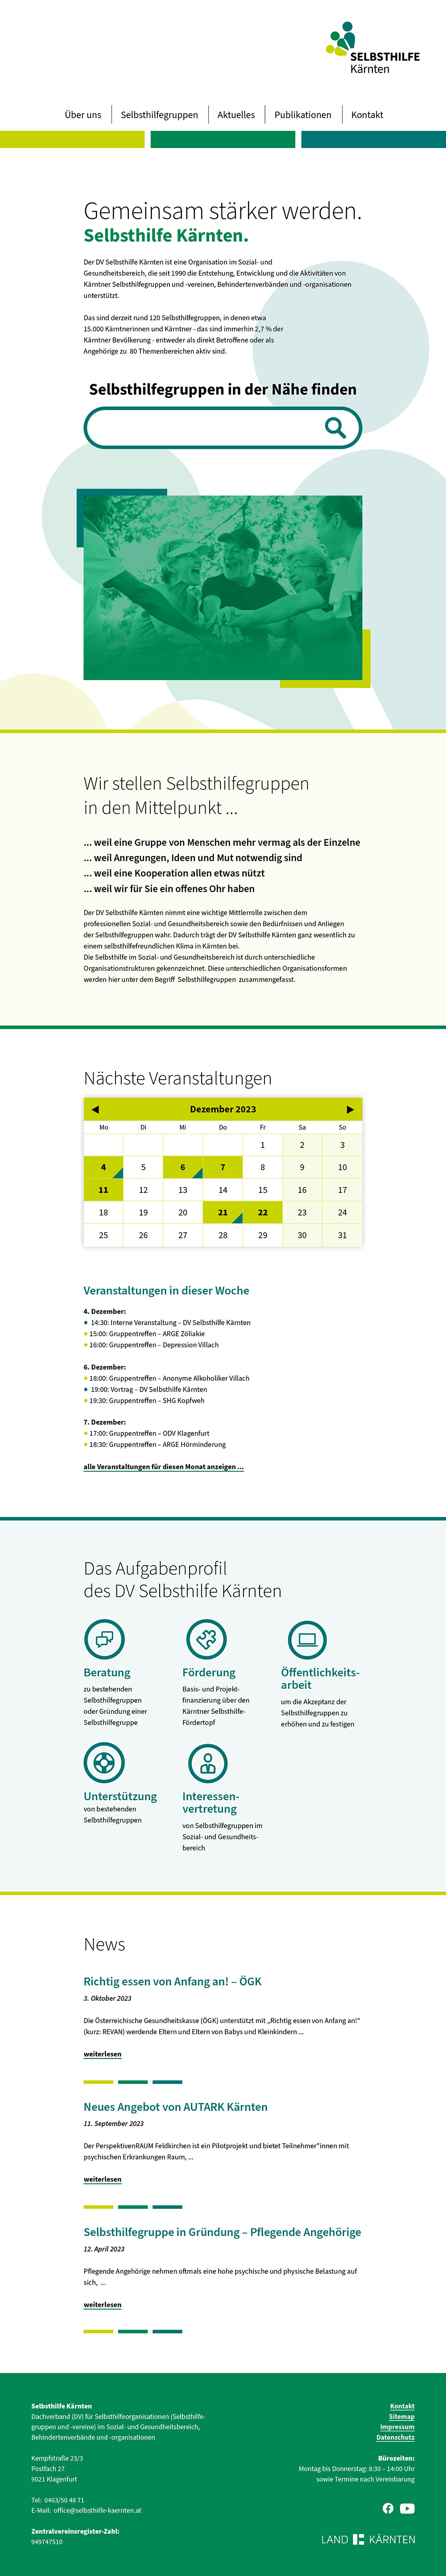 SELBSTHILFE
Kärnten
Über uns
Selbsthilfegruppen
Aktuelles
Publikationen
Kontakt
Gemeinsam stärker werden.
Selbsthilfe Kärnten.
Der DV Selbsthilfe Kärnten ist eine Organisation im Sozial- und
Gesundheitsbereich, die seit 1990 die Entstehung, Entwicklung und die Aktivitäten von
Kärntner Selbsthilfegruppen und -vereinen, Behindertenverbänden und -organisationen
unterstützt.
Das sind derzeit rund 120 Selbsthilfegruppen, in denen etwa
15.000 Kärntnerinnen und Kärntner - das sind immerhin 2,7 % der
Kärntner Bevölkerung - entweder als direkt Betroffene oder als
Angehörige zu 80 Themenbereichen aktiv sind.
Selbsthilfegruppen in der Nähe finden
Wir stellen Selbsthilfegruppen
in den Mittelpunkt ...
... weil eine Gruppe von Menschen mehr vermag als der Einzelne
... weil Anregungen, Ideen und Mut notwendig sind
... weil eine Kooperation allen etwas nützt
... weil wir für Sie ein offenes Ohr haben
Der DV Selbsthilfe Kärnten nimmt eine wichtige Mittlerrolle zwischen dem
professionellen Sozial- und Gesundheitsbereich sowie den Bedürfnissen und Anliegen
der Selbsthilfegruppen wahr. Dadurch trägt der DV Selbsthilfe Kärnten ganz wesentlich zu
einem selbsthilfefreundlichen Klima in Kärnten bei.
Die Selbsthilfe im Sozial- und Gesundheitsbereich ist durch unterschiedliche
Organisationstrukturen gekennzeichnet. Diese unterschiedlichen Organisationsformen
werden hier unter dem Begriff Selbsthilfegruppen zusammengefasst.
Nächste Veranstaltungen
Dezember 2023
Mo Di Mi Do Fr Sa So
1 2 3
4 5 6 7 8 9 10
11 12 13 14 15 16 17
18 19 20 21 22 23 24
25 26 27 28 29 30 31
Veranstaltungen in dieser Woche
4. Dezember:
• 14:30: Interne Veranstaltung – DV Selbsthilfe Kärnten
• 15:00: Gruppentreffen – ARGE Zöliakie
• 16:00: Gruppentreffen – Depression Villach
6. Dezember:
• 18:00: Gruppentreffen – Anonyme Alkoholiker Villach
• 19:00: Vortrag – DV Selbsthilfe Kärnten
• 19:30: Gruppentreffen – SHG Kopfweh
7. Dezember:
• 17:00: Gruppentreffen – ODV Klagenfurt
• 18:30: Gruppentreffen – ARGE Hörminderung
alle Veranstaltungen für diesen Monat anzeigen ...
Das Aufgabenprofil
des DV Selbsthilfe Kärnten
Beratung
zu bestehenden
Selbsthilfegruppen
oder Gründung einer
Selbsthilfegruppe
Förderung
Basis- und Projekt-
finanzierung über den
Kärntner Selbsthilfe-
Fördertopf
Öffentlichkeits-
arbeit
um die Akzeptanz der
Selbsthilfegruppen zu
erhöhen und zu festigen
Unterstützung
von bestehenden
Selbsthilfegruppen
Interessen-
vertretung
von Selbsthilfegruppen im
Sozial- und Gesundheits-
bereich
News
Richtig essen von Anfang an! – ÖGK
3. Oktober 2023
Die Österreichische Gesundheitskasse (ÖGK) unterstützt mit „Richtig essen von Anfang an!“
(kurz: REVAN) werdende Eltern und Eltern von Babys und Kleinkindern ...
weiterlesen
Neues Angebot von AUTARK Kärnten
11. September 2023
Der PerspektivenRAUM Feldkirchen ist ein Pilotprojekt und bietet Teilnehmer*innen mit
psychischen Erkrankungen Raum, ...
weiterlesen
Selbsthilfegruppe in Gründung – Pflegende Angehörige
12. April 2023
Pflegende Angehörige nehmen oftmals eine hohe psychische und physische Belastung auf
sich, ...
weiterlesen
Selbsthilfe Kärnten
Dachverband (DV) für Selbsthilfeorganisationen (Selbsthilfe-
gruppen und -vereine) im Sozial- und Gesundheitsbereich,
Behindertenverbände und -organisationen
Kempfstraße 23/3
Postfach 27
9021 Klagenfurt
Tel: 0463/50 48 71
E-Mail: office@selbsthilfe-kaernten.at
Zentralvereinsregister-Zahl:
949747510
Kontakt
Sitemap
Impressum
Datenschutz
Bürozeiten:
Montag bis Donnerstag: 8:30 – 14:00 Uhr
sowie Termine nach Vereinbarung
LAND KÄRNTEN